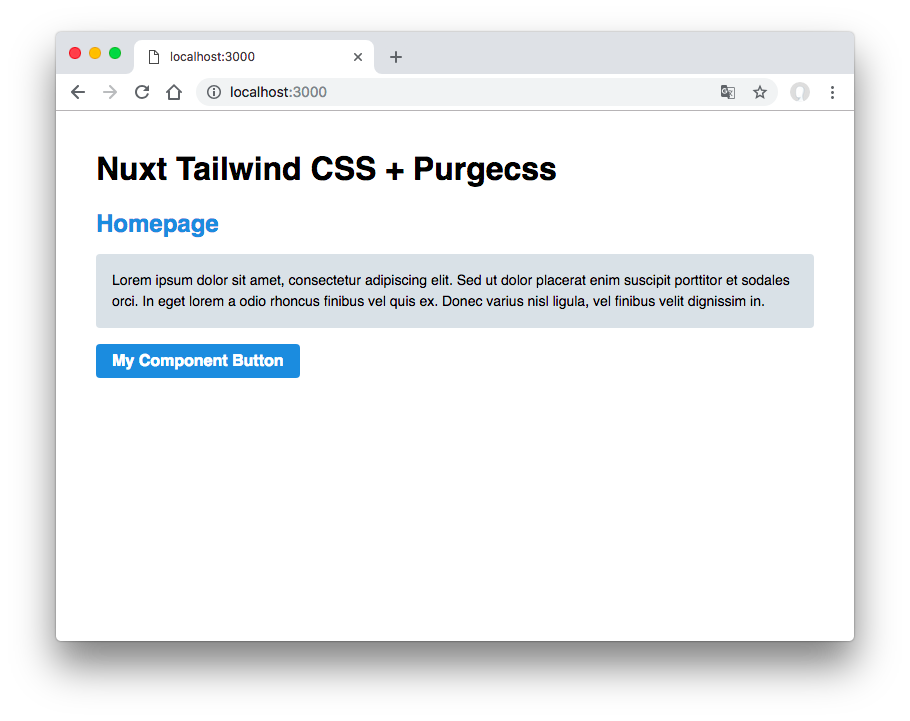 localhost:3000
localhost:3000
Nuxt Tailwind CSS + Purgecss
Homepage
Lorem ipsum dolor sit amet, consectetur adipiscing elit. Sed ut dolor placerat enim suscipit porttitor et sodales
orci. In eget lorem a odio rhoncus finibus vel quis ex. Donec varius nisl ligula, vel finibus velit dignissim in.
My Component Button